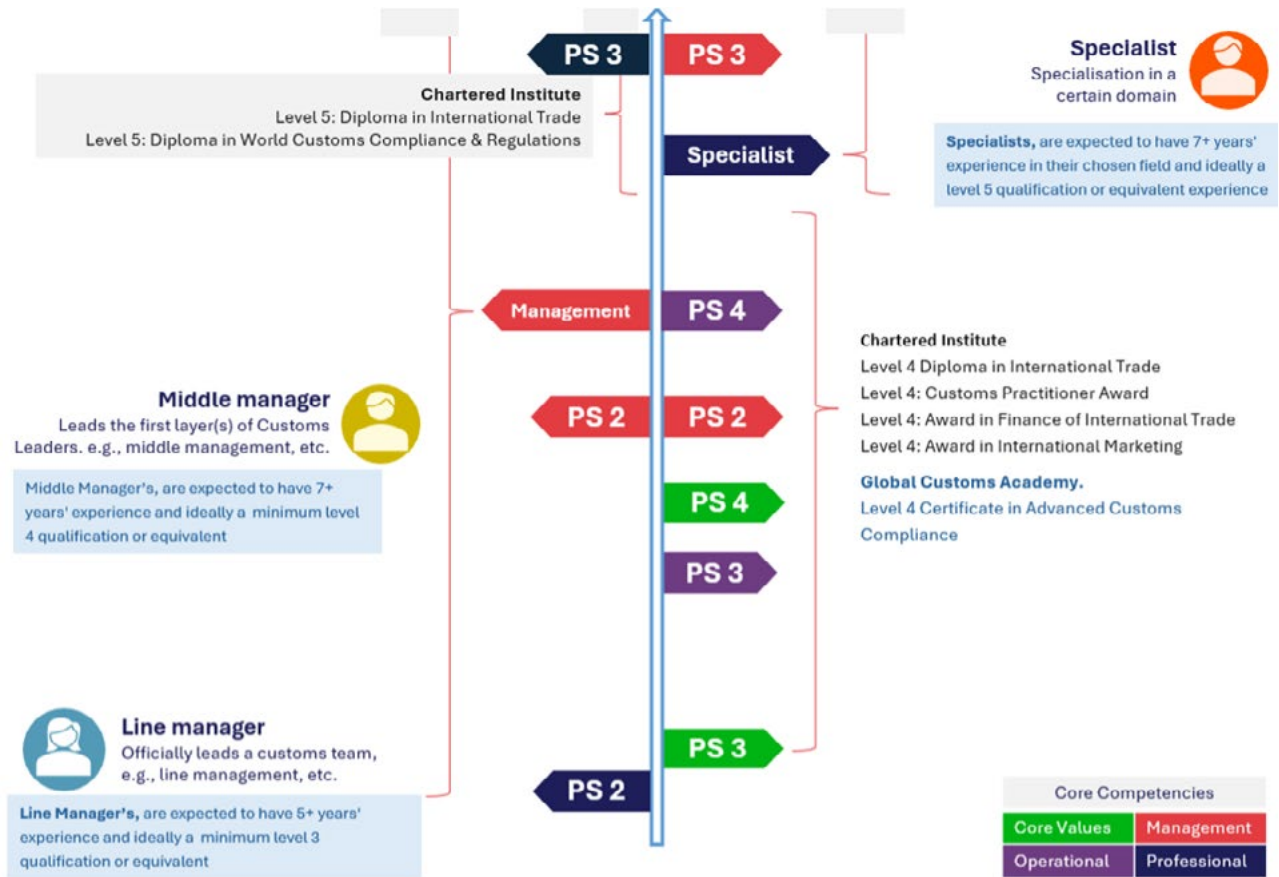 PS 3
PS 3
Specialist
Specialisation in a
certain domain
Chartered Institute
Level 5: Diploma in International Trade
Level 5: Diploma in World Customs Compliance & Regulations
Specialist
Specialists, are expected to have 7+ years'
experience in their chosen field and ideally a
level 5 qualification or equivalent experience
Management
PS 4
Chartered Institute
Level 4 Diploma in International Trade
Level 4: Customs Practitioner Award
Level 4: Award in Finance of International Trade
Level 4: Award in International Marketing
Global Customs Academy.
Level 4 Certificate in Advanced Customs
Compliance
Middle manager
Leads the first layer(s) of Customs
Leaders. e.g., middle management, etc.
Middle Manager's, are expected to have 7+
years' experience and ideally a minimum level
4 qualification or equivalent
PS 2
PS 2
PS 4
PS 3
Line manager
Officially leads a customs team,
e.g., line management, etc.
Line Manager's, are expected to have 5+ years'
experience and ideally a minimum level 3
qualification or equivalent
PS 3
PS 2
Core Competencies
Core Values
Management
Operational
Professional